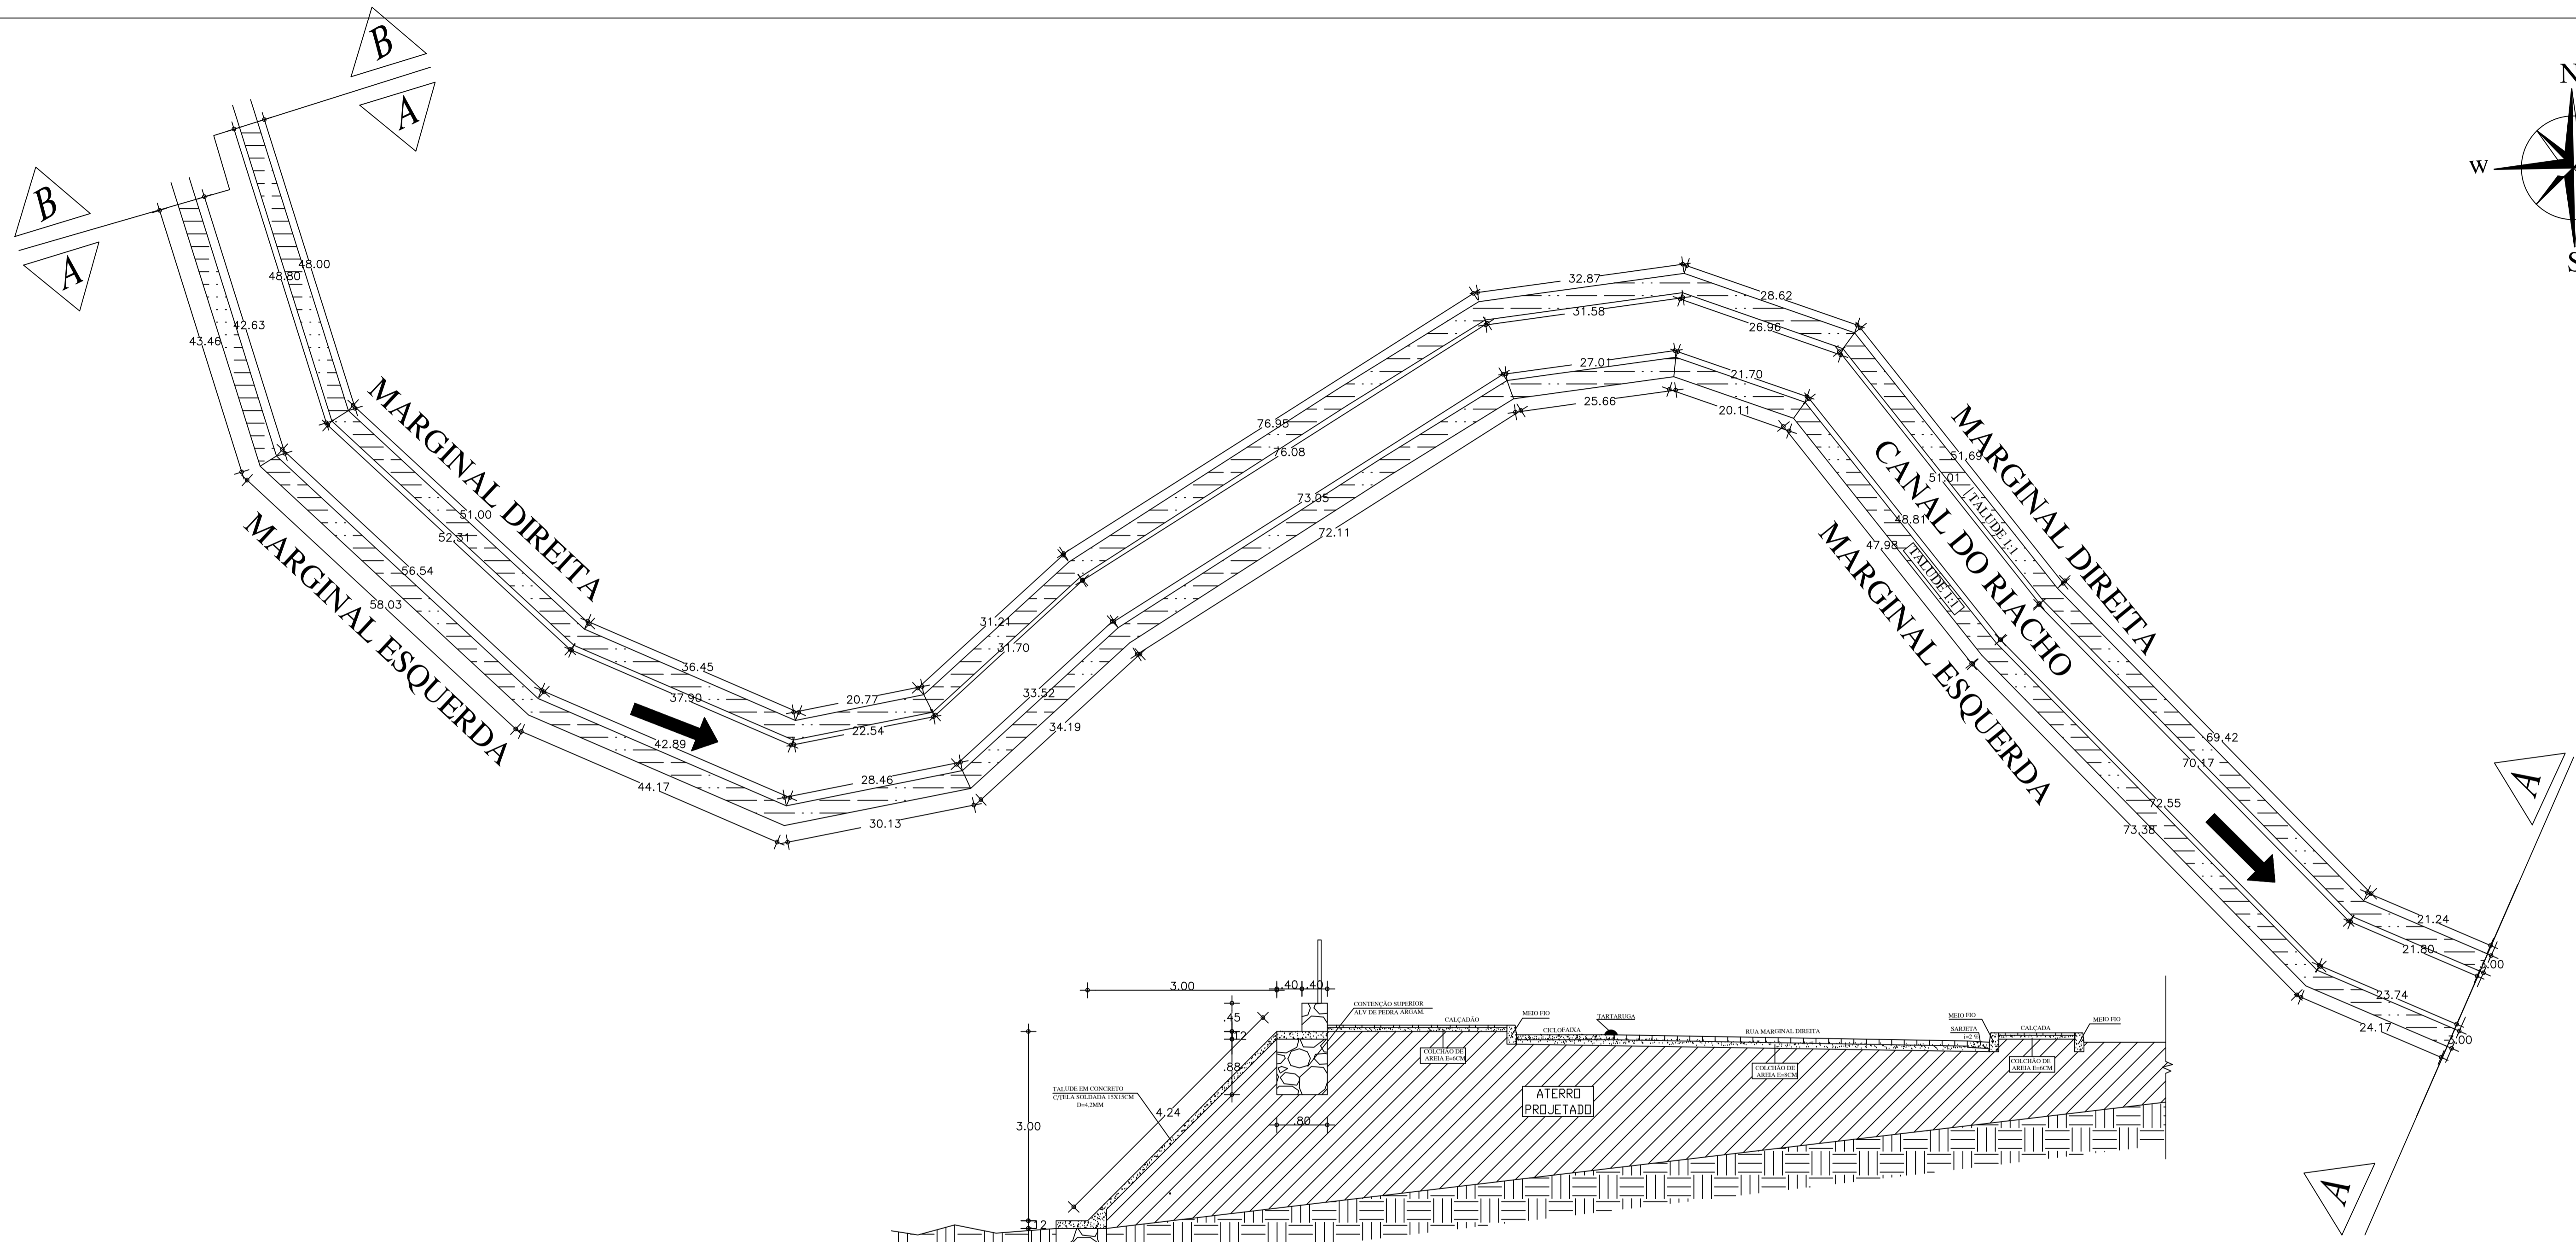 B
A
B
A
N
W
S
48.00
48.80
42.63
43.46
MARGINAL DIREITA
51.00
52.31
56.54
58.03
MARGINAL ESQUERDA
36.45
37.90
42.89
44.17
20.77
22.54
28.46
30.13
31.21
31.70
33.52
34.19
76.95
76.08
73.05
72.11
32.87
31.58
27.01
25.66
28.62
26.96
21.70
20.11
MARGINAL DIREITA
51.69
51.01
TALUDE 1:1
CANAL DO RIACHO
48.81
47.98
TALUDE 1:1
MARGINAL ESQUERDA
69.42
70.17
72.55
73.38
21.24
21.80
3.00
23.74
24.17
3.00
A
A
3.00
.40
.40
.45
.12
.88
.80
4.24
3.00
.12
CONTENÇÃO SUPERIOR
ALV DE PEDRA ARGAM.
CALÇADÃO
MEIO FIO
CICLOFAIXA
TARTARUGA
RUA MARGINAL DIREITA
MEIO FIO
SARJETA
i=2 %
CALÇADA
MEIO FIO
COLCHÃO DE
AREIA E=6CM
COLCHÃO DE
AREIA E=8CM
COLCHÃO DE
AREIA E=6CM
TALUDE EM CONCRETO
C/TELA SOLDADA 15X15CM
D=4,2MM
ATERRO
PROJETADO